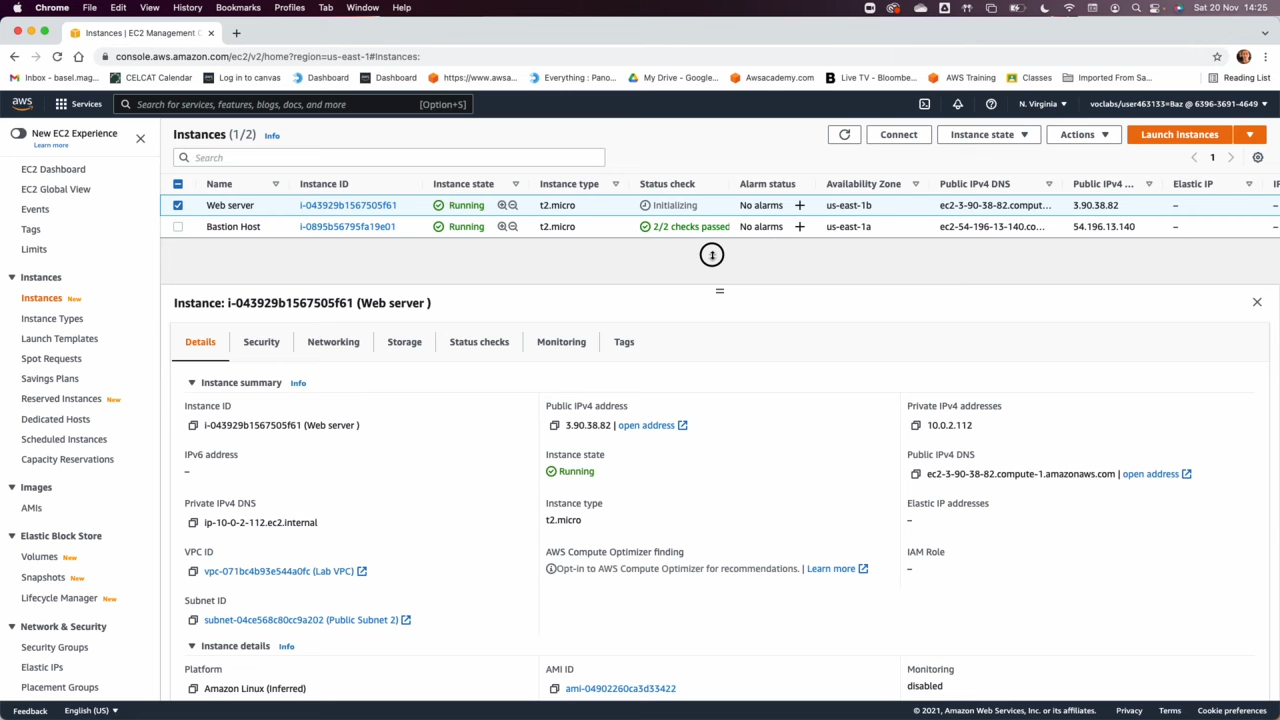 Chrome File Edit View History Bookmarks Profiles Tab Window Help Sat 20 Nov 14:25
Instances | EC2 Management C
console.aws.amazon.com/ec2/v2/home?region=us-east-1#Instances:
Inbox - basel.mag... CELCAT Calendar Log in to canvas Dashboard Dashboard https://www.awsa... Everything : Pano... My Drive - Google... Awsacademy.com Live TV - Bloombe... AWS Training Classes Imported From Sa... Reading List
aws Services Search for services, features, blogs, docs, and more [Option+S] N. Virginia voclabs/user463133=Baz @ 6396-3691-4649
New EC2 Experience
Learn more
EC2 Dashboard
EC2 Global View
Events
Tags
Limits
Instances
Instances New
Instance Types
Launch Templates
Spot Requests
Savings Plans
Reserved Instances New
Dedicated Hosts
Scheduled Instances
Capacity Reservations
Images
AMIs
Elastic Block Store
Volumes New
Snapshots New
Lifecycle Manager New
Network & Security
Security Groups
Elastic IPs
Placement Groups
Instances (1/2) Info Connect Instance state Actions Launch instances
Search 1
Name Instance ID Instance state Instance type Status check Alarm status Availability Zone Public IPv4 DNS Public IPv4 ... Elastic IP IP
Web server i-043929b1567505f61 Running t2.micro Initializing No alarms + us-east-1b ec2-3-90-38-82.comput... 3.90.38.82 – –
Bastion Host i-0895b56795fa19e01 Running t2.micro 2/2 checks passed No alarms + us-east-1a ec2-54-196-13-140.co... 54.196.13.140 – –
Instance: i-043929b1567505f61 (Web server )
Details Security Networking Storage Status checks Monitoring Tags
Instance summary Info
Instance ID
i-043929b1567505f61 (Web server )
Public IPv4 address
3.90.38.82 | open address
Private IPv4 addresses
10.0.2.112
IPv6 address
–
Instance state
Running
Public IPv4 DNS
ec2-3-90-38-82.compute-1.amazonaws.com | open address
Private IPv4 DNS
ip-10-0-2-112.ec2.internal
Instance type
t2.micro
Elastic IP addresses
–
VPC ID
vpc-071bc4b93e544a0fc (Lab VPC)
AWS Compute Optimizer finding
Opt-in to AWS Compute Optimizer for recommendations. | Learn more
IAM Role
–
Subnet ID
subnet-04ce568c80cc9a202 (Public Subnet 2)
Instance details Info
Platform
Amazon Linux (Inferred)
AMI ID
ami-04902260ca3d33422
Monitoring
disabled
Feedback English (US) © 2021, Amazon Web Services, Inc. or its affiliates. Privacy Terms Cookie preferences